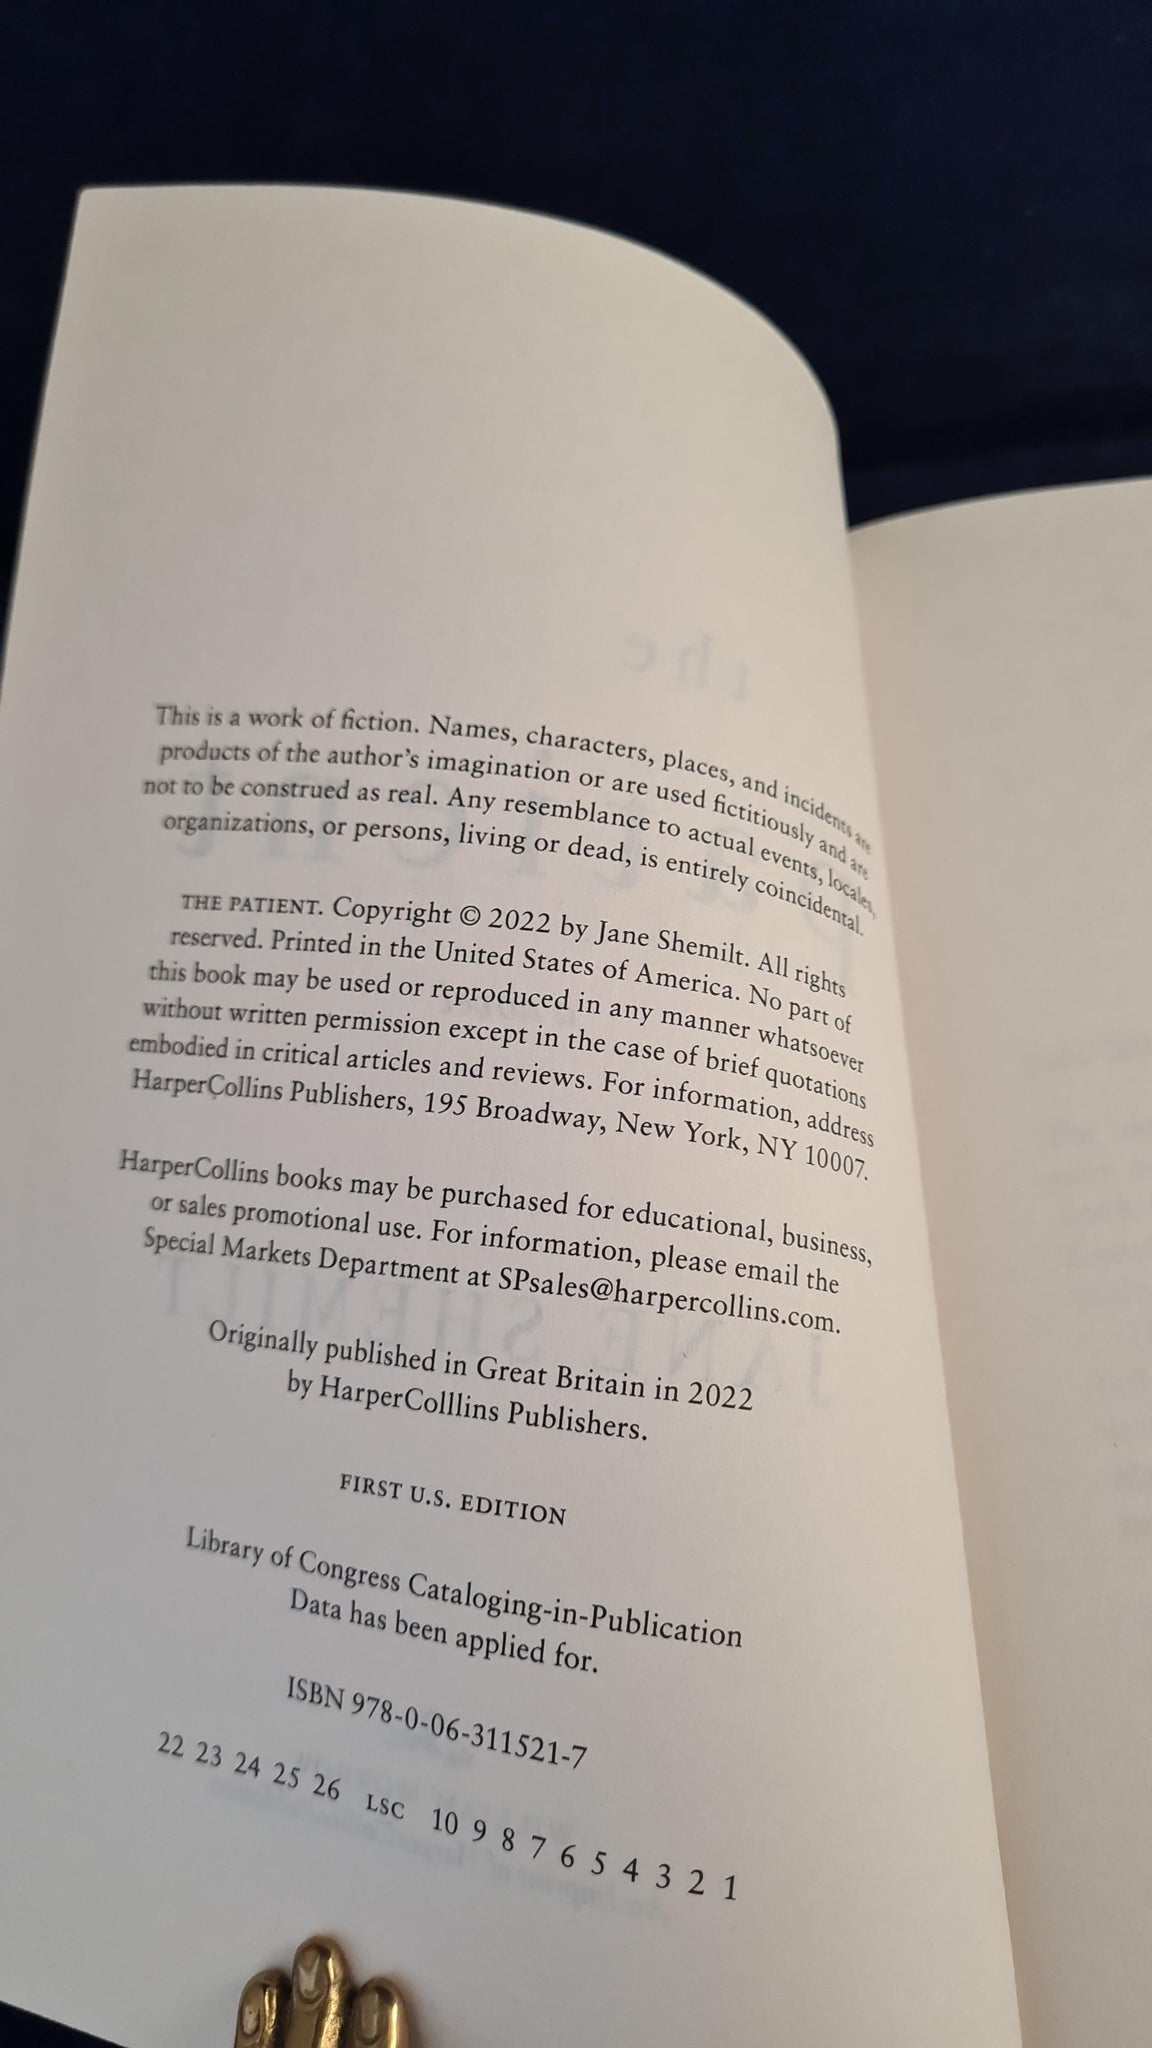 This is a work of fiction. Names, characters, places, and incidents are
products of the author's imagination or are used fictitiously and are
not to be construed as real. Any resemblance to actual events, locales,
organizations, or persons, living or dead, is entirely coincidental.
THE PATIENT. Copyright © 2022 by Jane Shemilt. All rights
reserved. Printed in the United States of America. No part of
this book may be used or reproduced in any manner whatsoever
without written permission except in the case of brief quotations
embodied in critical articles and reviews. For information, address
HarperCollins Publishers, 195 Broadway, New York, NY 10007.
HarperCollins books may be purchased for educational, business,
or sales promotional use. For information, please email the
Special Markets Department at SPsales@harpercollins.com.
Originally published in Great Britain in 2022
by HarperColllins Publishers.
FIRST U.S. EDITION
Library of Congress Cataloging-in-Publication
Data has been applied for.
ISBN 978-0-06-311521-7
22 23 24 25 26 LSC 10 9 8 7 6 5 4 3 2 1